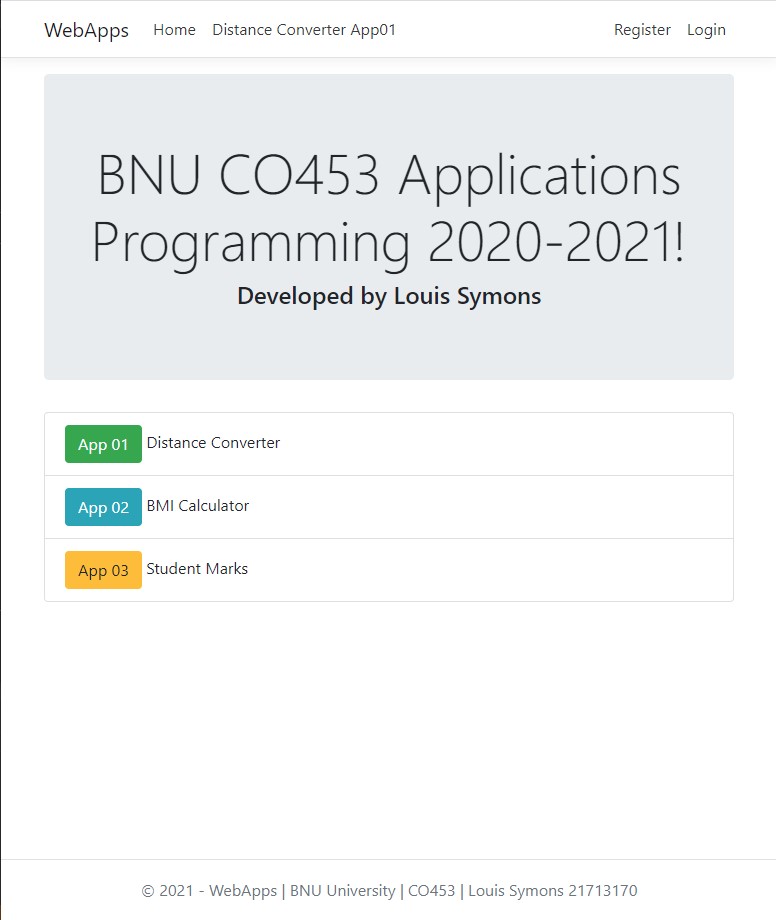 WebApps Home Distance Converter App01 Register Login
BNU CO453 Applications
Programming 2020-2021!
Developed by Louis Symons
App 01 Distance Converter
App 02 BMI Calculator
App 03 Student Marks
© 2021 - WebApps | BNU University | CO453 | Louis Symons 21713170